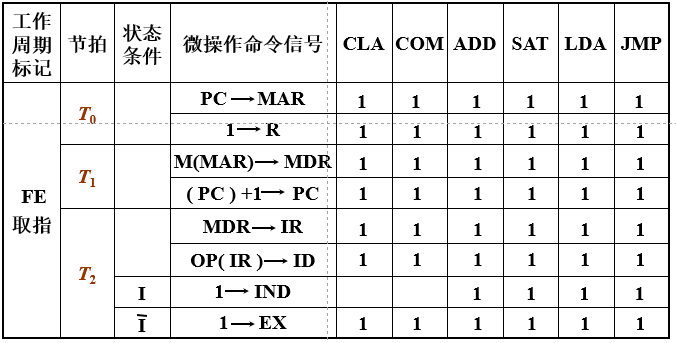 工作周期标记 节拍 状态条件 微操作命令信号 CLA COM ADD SAT LDA JMP
FE 取指 T₀ PC→MAR 1 1 1 1 1 1
1→R 1 1 1 1 1 1
T₁ M(MAR)→MDR 1 1 1 1 1 1
( PC ) +1→ PC 1 1 1 1 1 1
T₂ MDR→IR 1 1 1 1 1 1
OP( IR )→ID 1 1 1 1 1 1
I 1→IND 1 1 1 1
Ī 1→EX 1 1 1 1 1 1